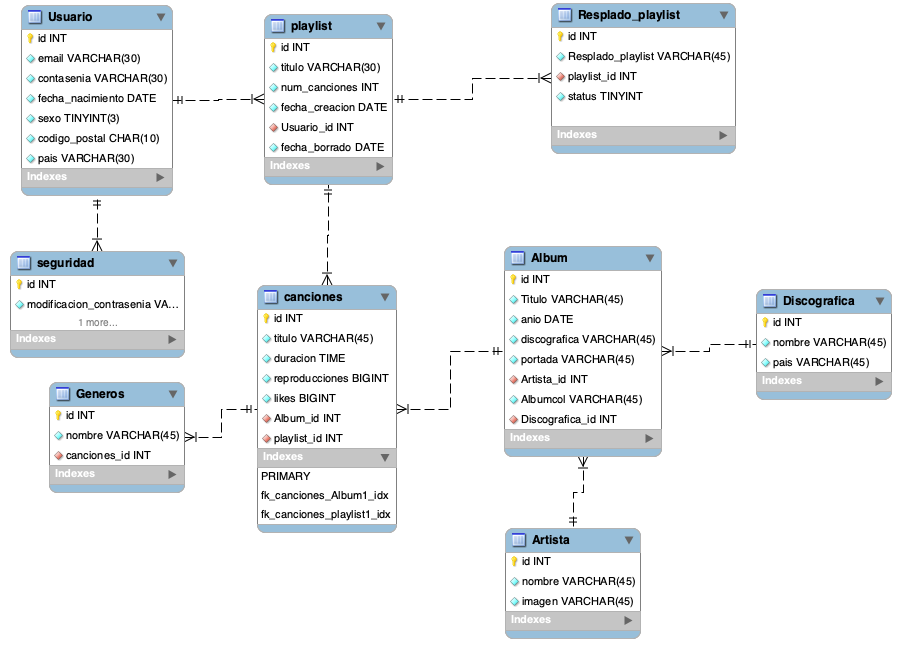 Usuario
id INT
email VARCHAR(30)
contasenia VARCHAR(30)
fecha_nacimiento DATE
sexo TINYINT(3)
codigo_postal CHAR(10)
pais VARCHAR(30)
Indexes
playlist
id INT
titulo VARCHAR(30)
num_canciones INT
fecha_creacion DATE
Usuario_id INT
fecha_borrado DATE
Indexes
Resplado_playlist
id INT
Resplado_playlist VARCHAR(45)
playlist_id INT
status TINYINT
Indexes
seguridad
id INT
modificacion_contrasenia VA...
1 more...
Indexes
canciones
id INT
titulo VARCHAR(45)
duracion TIME
reproducciones BIGINT
likes BIGINT
Album_id INT
playlist_id INT
Indexes
PRIMARY
fk_canciones_Album1_idx
fk_canciones_playlist1_idx
Album
id INT
Titulo VARCHAR(45)
anio DATE
discografica VARCHAR(45)
portada VARCHAR(45)
Artista_id INT
Albumcol VARCHAR(45)
Discografica_id INT
Indexes
Discografica
id INT
nombre VARCHAR(45)
pais VARCHAR(45)
Indexes
Generos
id INT
nombre VARCHAR(45)
canciones_id INT
Indexes
Artista
id INT
nombre VARCHAR(45)
imagen VARCHAR(45)
Indexes